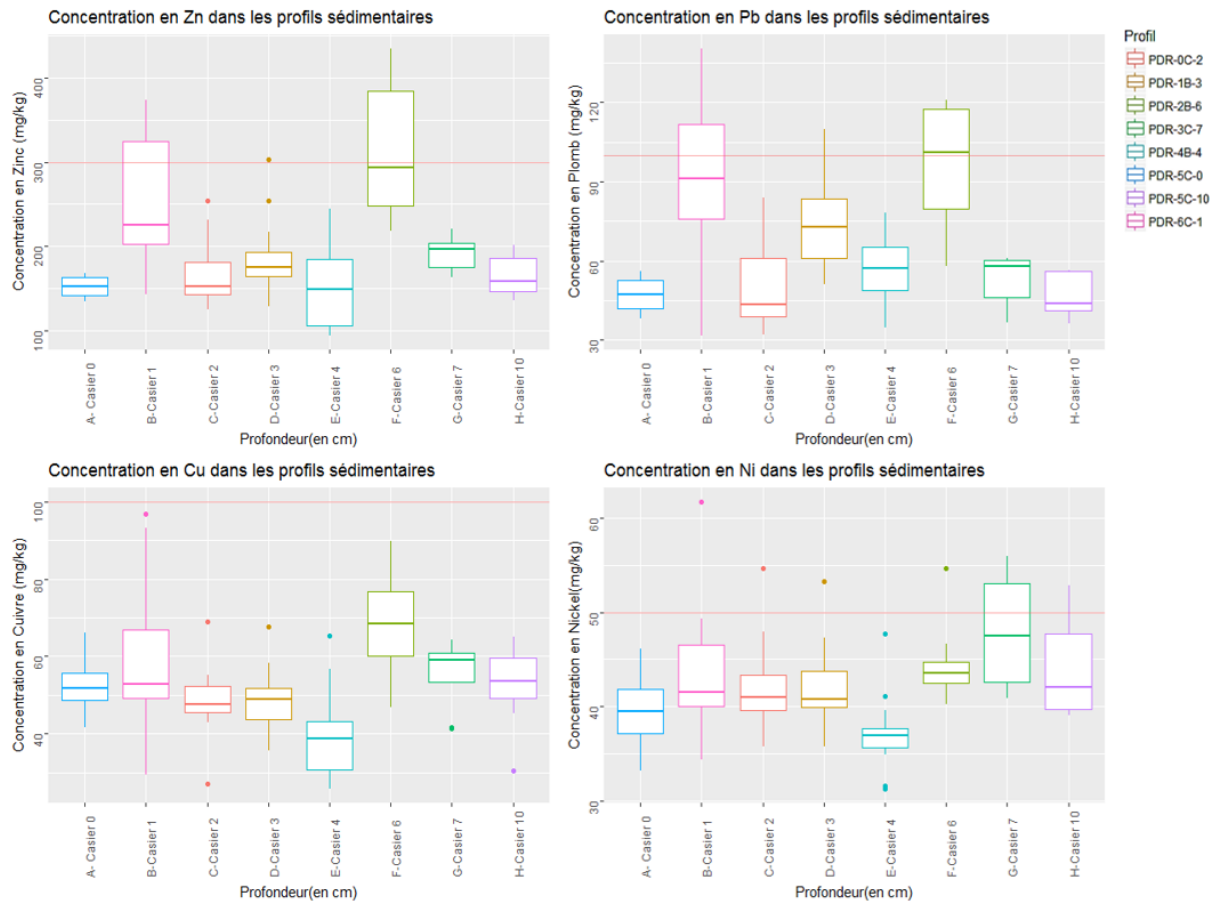 Concentration en Zn dans les profils sédimentaires
Concentration en Zinc (mg/kg)
400
300
200
100
A- Casier 0
B-Casier 1
C-Casier 2
D-Casier 3
E-Casier 4
F-Casier 6
G-Casier 7
H-Casier 10
Profondeur(en cm)
Concentration en Pb dans les profils sédimentaires
Concentration en Plomb (mg/kg)
120
90
60
30
A- Casier 0
B-Casier 1
C-Casier 2
D-Casier 3
E-Casier 4
F-Casier 6
G-Casier 7
H-Casier 10
Profondeur(en cm)
Profil
PDR-0C-2
PDR-1B-3
PDR-2B-6
PDR-3C-7
PDR-4B-4
PDR-5C-0
PDR-5C-10
PDR-6C-1
Concentration en Cu dans les profils sédimentaires
Concentration en Cuivre (mg/kg)
100
80
60
40
A- Casier 0
B-Casier 1
C-Casier 2
D-Casier 3
E-Casier 4
F-Casier 6
G-Casier 7
H-Casier 10
Profondeur(en cm)
Concentration en Ni dans les profils sédimentaires
Concentration en Nickel(mg/kg)
60
50
40
30
A- Casier 0
B-Casier 1
C-Casier 2
D-Casier 3
E-Casier 4
F-Casier 6
G-Casier 7
H-Casier 10
Profondeur(en cm)